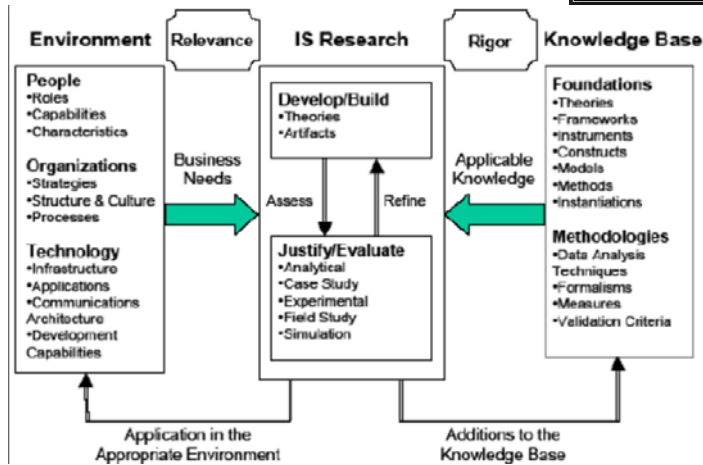 Environment
Relevance
IS Research
Rigor
Knowledge Base
People
•Roles
•Capabilities
•Characteristics
Organizations
•Strategies
•Structure & Culture
•Processes
Technology
•Infrastructure
•Applications
•Communications
Architecture
•Development
Capabilities
Business
Needs
Develop/Build
•Theories
•Artifacts
Assess
Refine
Justify/Evaluate
•Analytical
•Case Study
•Experimental
•Field Study
•Simulation
Applicable
Knowledge
Foundations
•Theories
•Frameworks
•Instruments
•Constructs
•Models
•Methods
•Instantiations
Methodologies
•Data Analysis
Techniques
•Formalisms
•Measures
•Validation Criteria
Application in the
Appropriate Environment
Additions to the
Knowledge Base